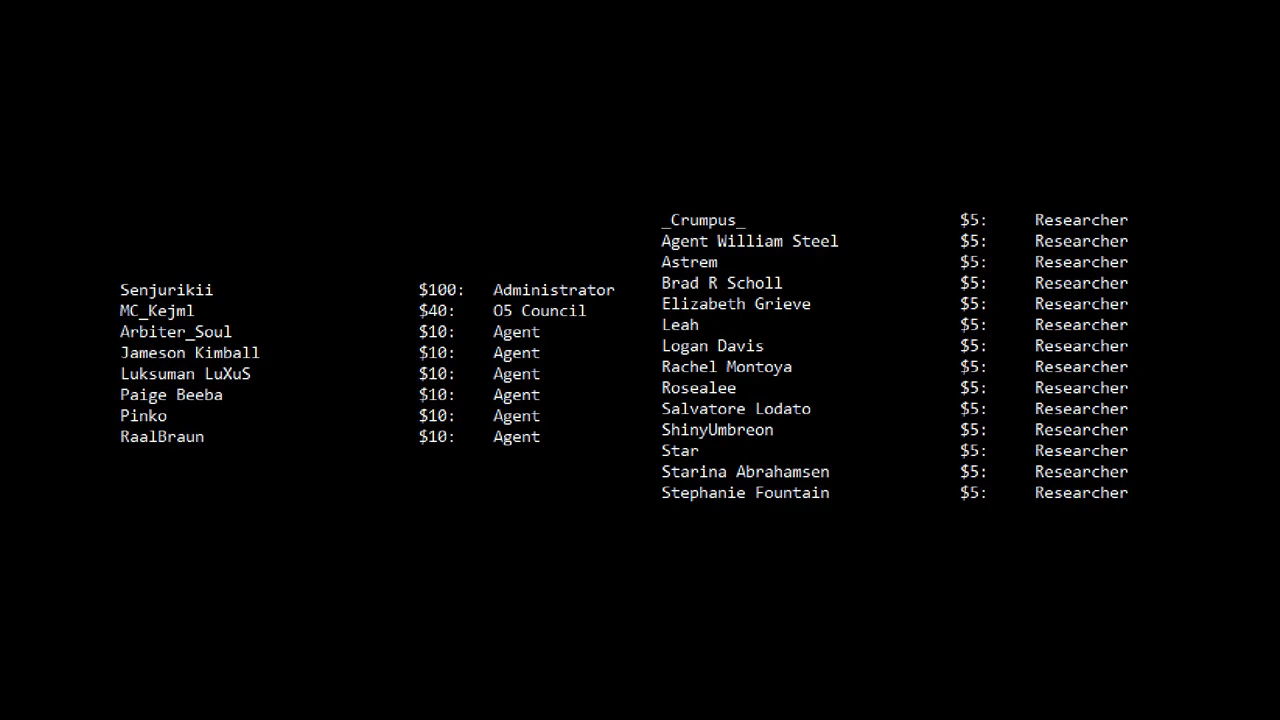 Senjurikii $100: Administrator
MC_Kejml $40: O5 Council
Arbiter_Soul $10: Agent
Jameson Kimball $10: Agent
Luksuman LuXuS $10: Agent
Paige Beeba $10: Agent
Pinko $10: Agent
RaalBraun $10: Agent
_Crumpus_ $5: Researcher
Agent William Steel $5: Researcher
Astrem $5: Researcher
Brad R Scholl $5: Researcher
Elizabeth Grieve $5: Researcher
Leah $5: Researcher
Logan Davis $5: Researcher
Rachel Montoya $5: Researcher
Rosealee $5: Researcher
Salvatore Lodato $5: Researcher
ShinyUmbreon $5: Researcher
Star $5: Researcher
Starina Abrahamsen $5: Researcher
Stephanie Fountain $5: Researcher